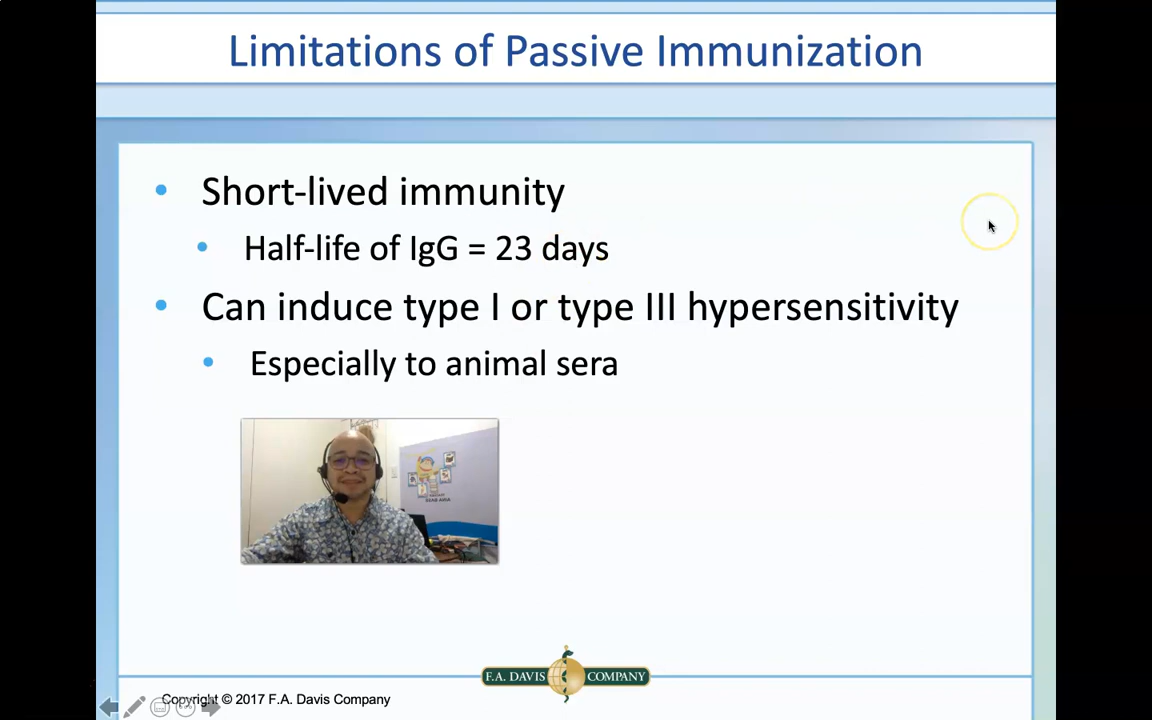 Limitations of Passive Immunization
• Short-lived immunity
• Half-life of IgG = 23 days
• Can induce type I or type III hypersensitivity
• Especially to animal sera
F.A. DAVIS COMPANY
Copyright © 2017 F.A. Davis Company